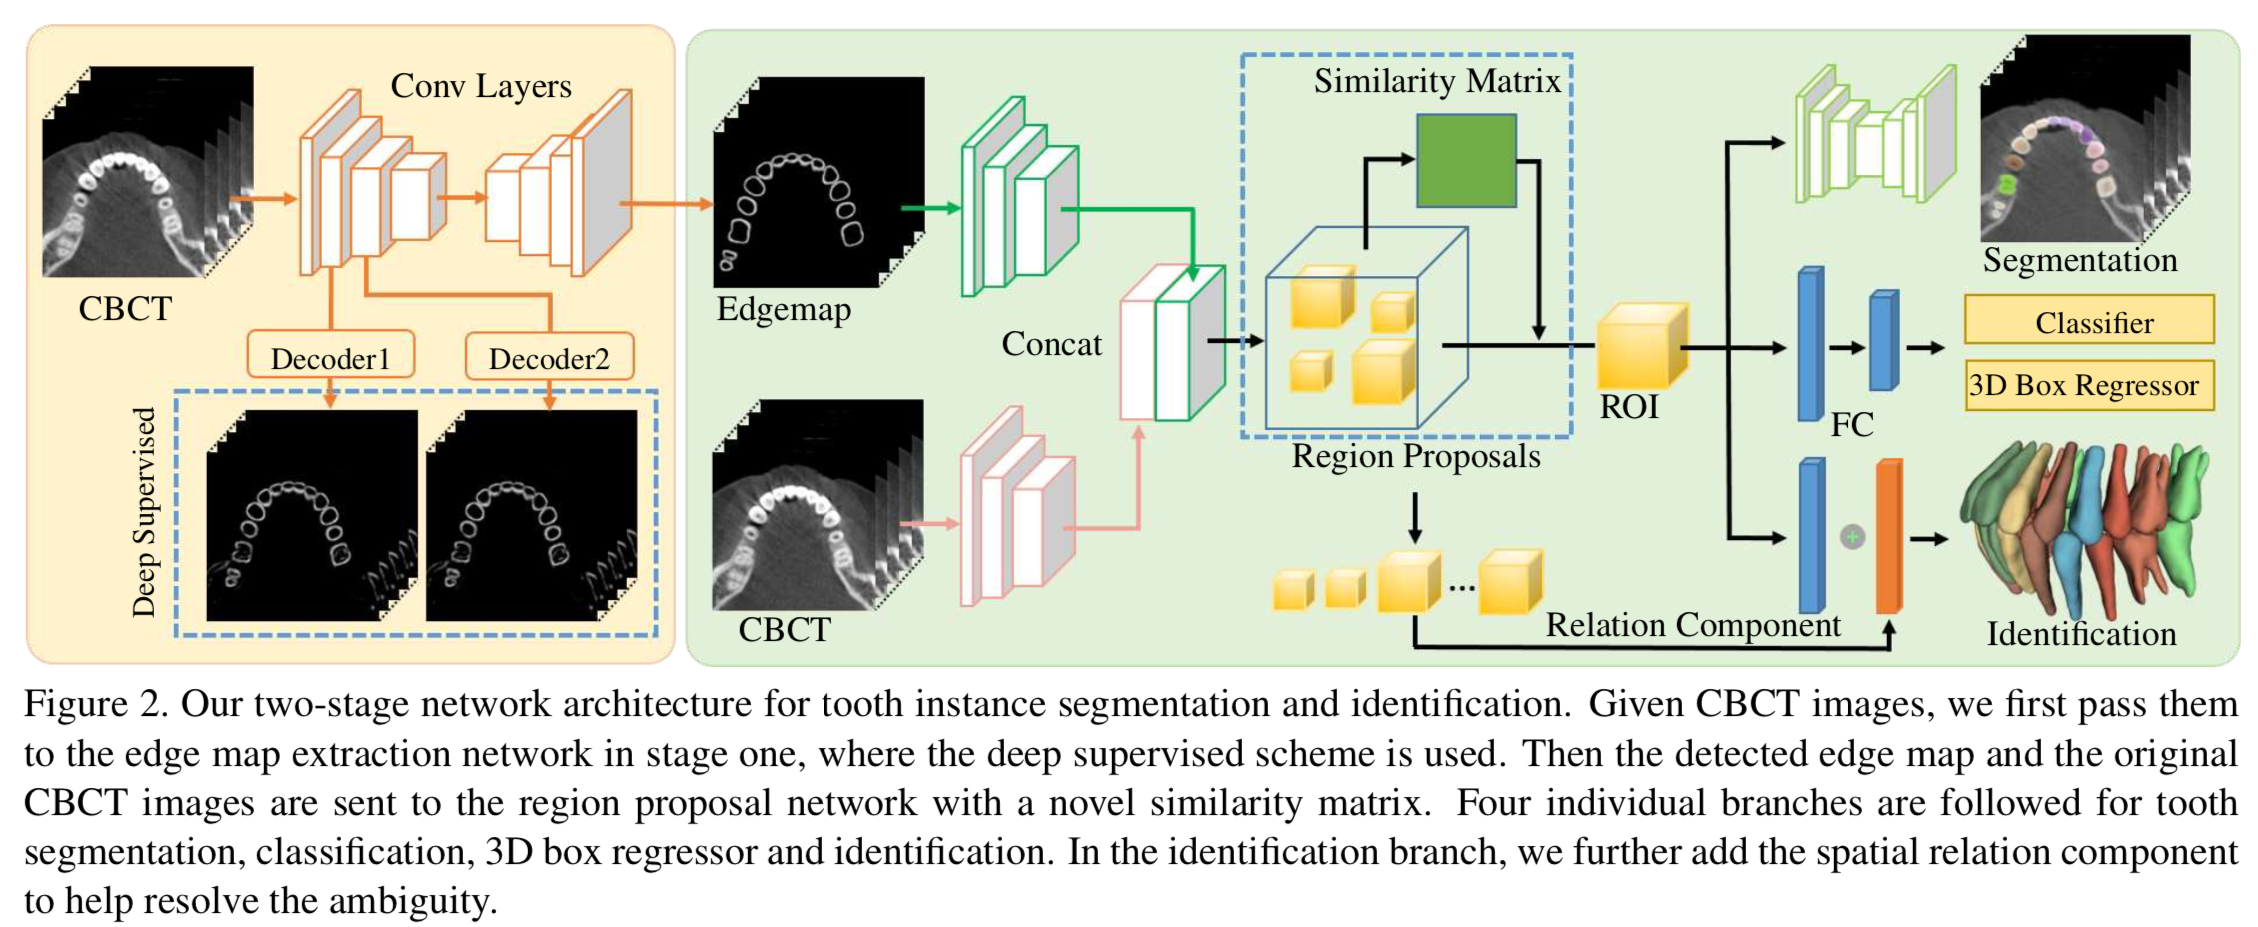 Conv Layers
CBCT
Decoder1
Decoder2
Deep Supervised
Edgemap
CBCT
Concat
Similarity Matrix
Region Proposals
ROI
Relation Component
FC
Segmentation
Classifier
3D Box Regressor
Identification
Figure 2. Our two-stage network architecture for tooth instance segmentation and identification. Given CBCT images, we first pass them
to the edge map extraction network in stage one, where the deep supervised scheme is used. Then the detected edge map and the original
CBCT images are sent to the region proposal network with a novel similarity matrix. Four individual branches are followed for tooth
segmentation, classification, 3D box regressor and identification. In the identification branch, we further add the spatial relation component
to help resolve the ambiguity.